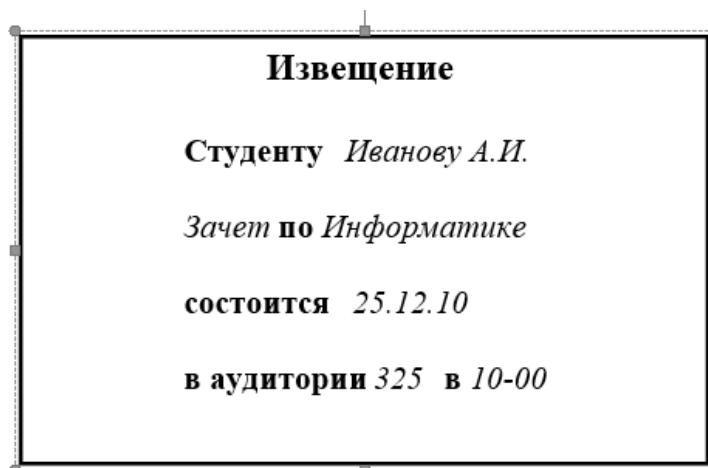 Извещение
Студенту Иванову А.И.
Зачет по Информатике
состоится 25.12.10
в аудитории 325 в 10-00